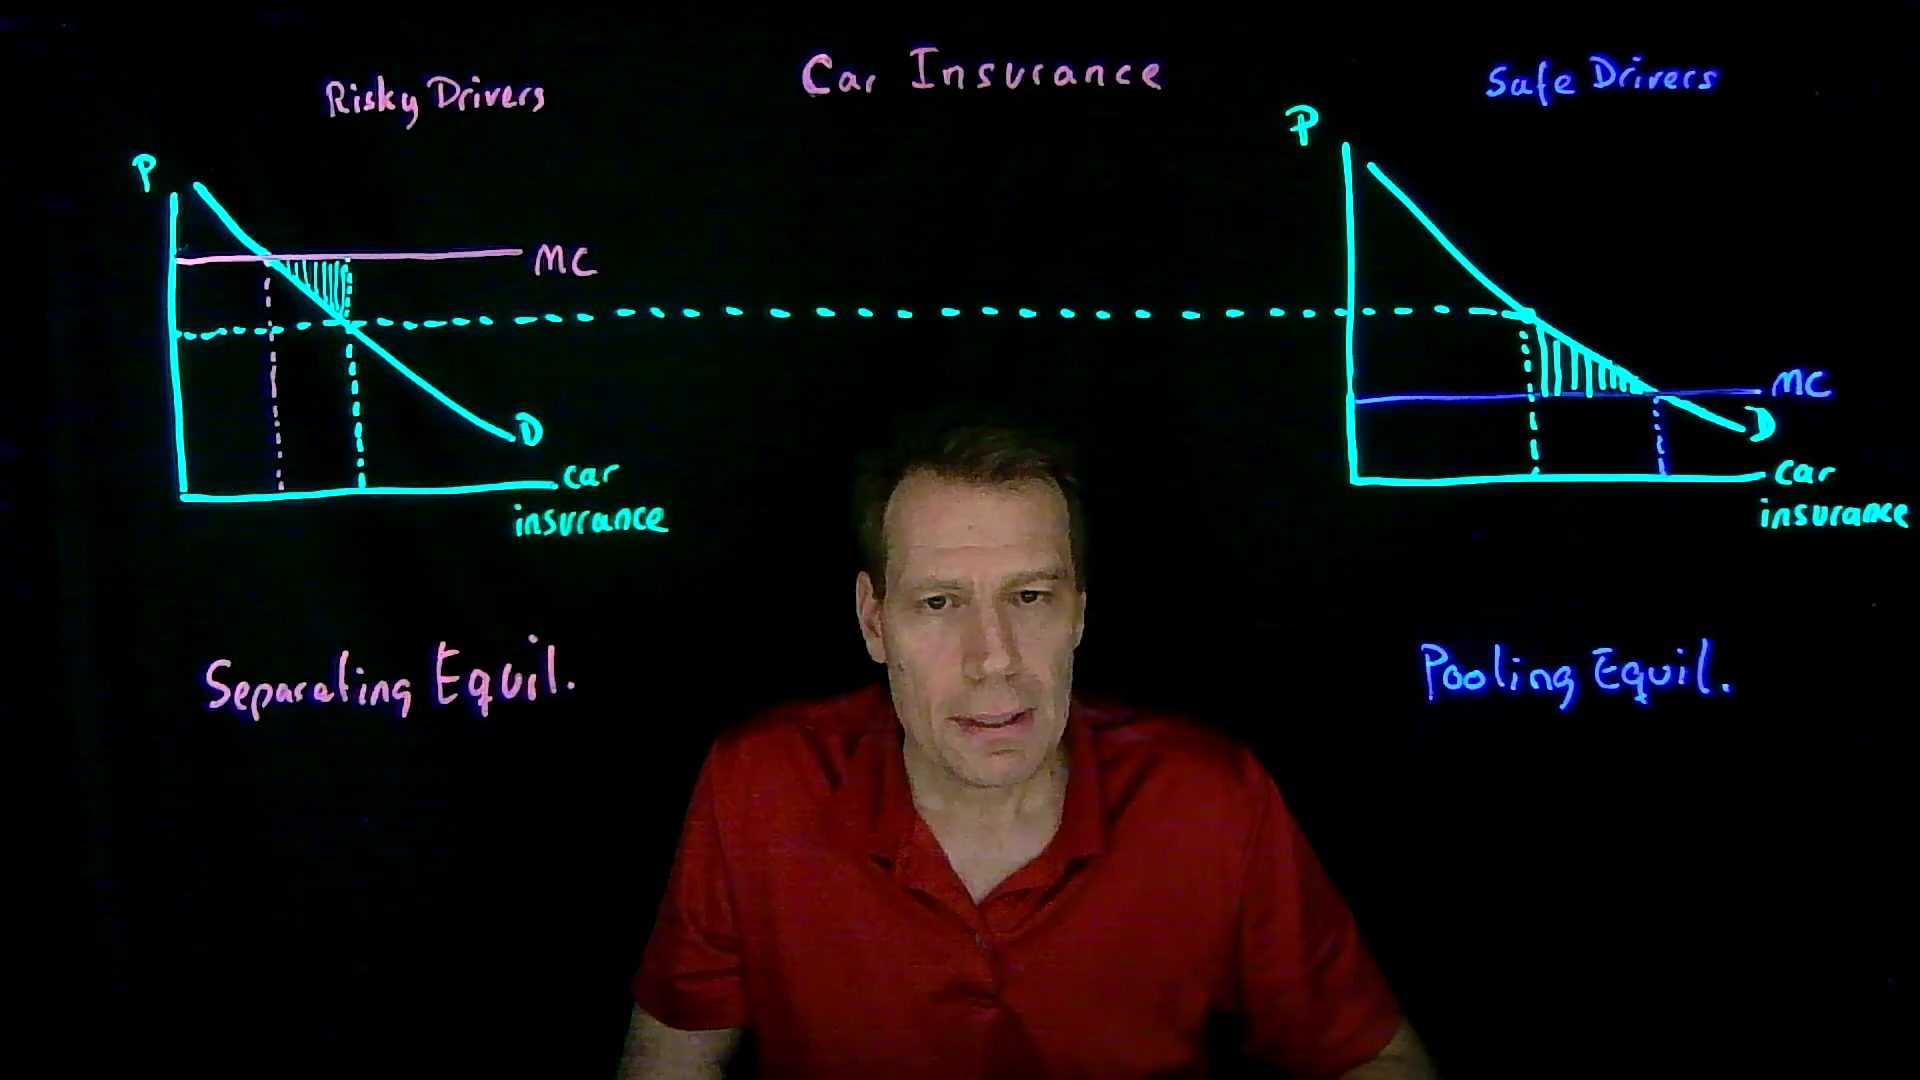 Car Insurance
Risky Drivers
P
MC
D
car
insurance
Separating Equil.
Safe Drivers
P
MC
D
car
insurance
Pooling Equil.